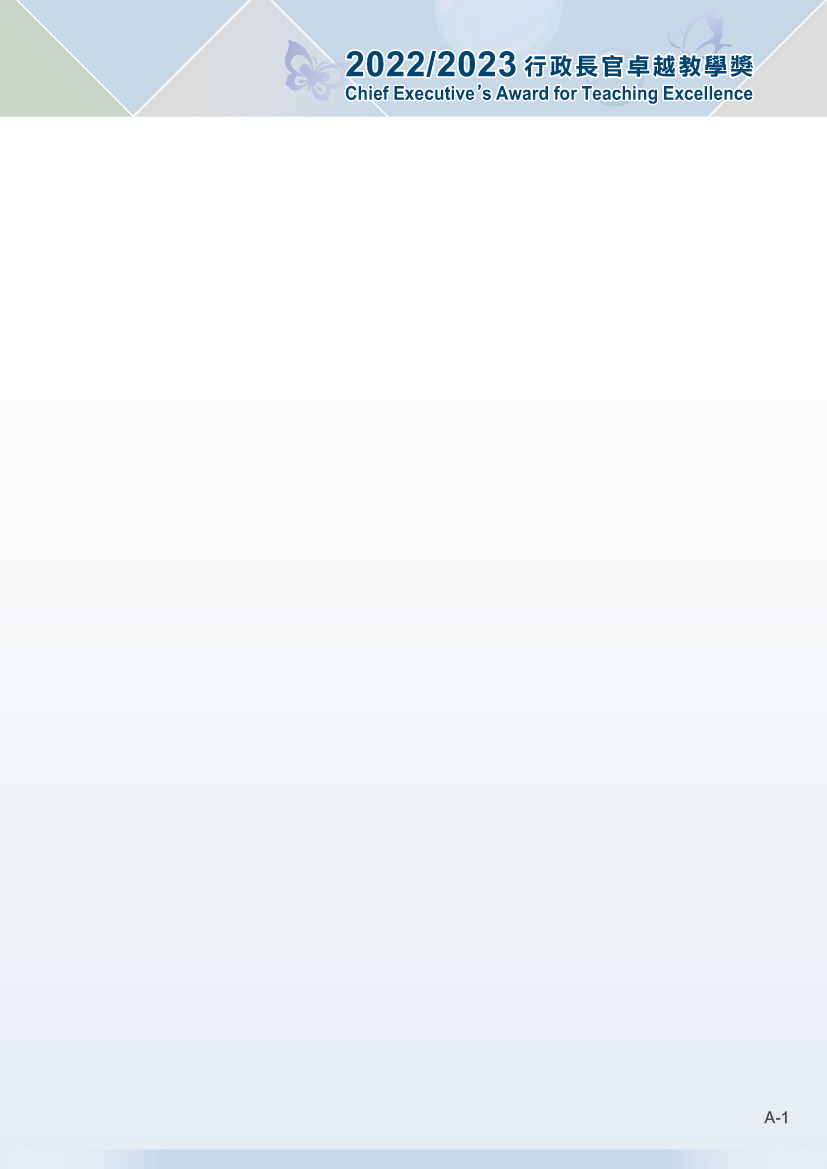 2022/2023 行政長官卓越教學獎
Chief Executive’s Award for Teaching Excellence
A-1